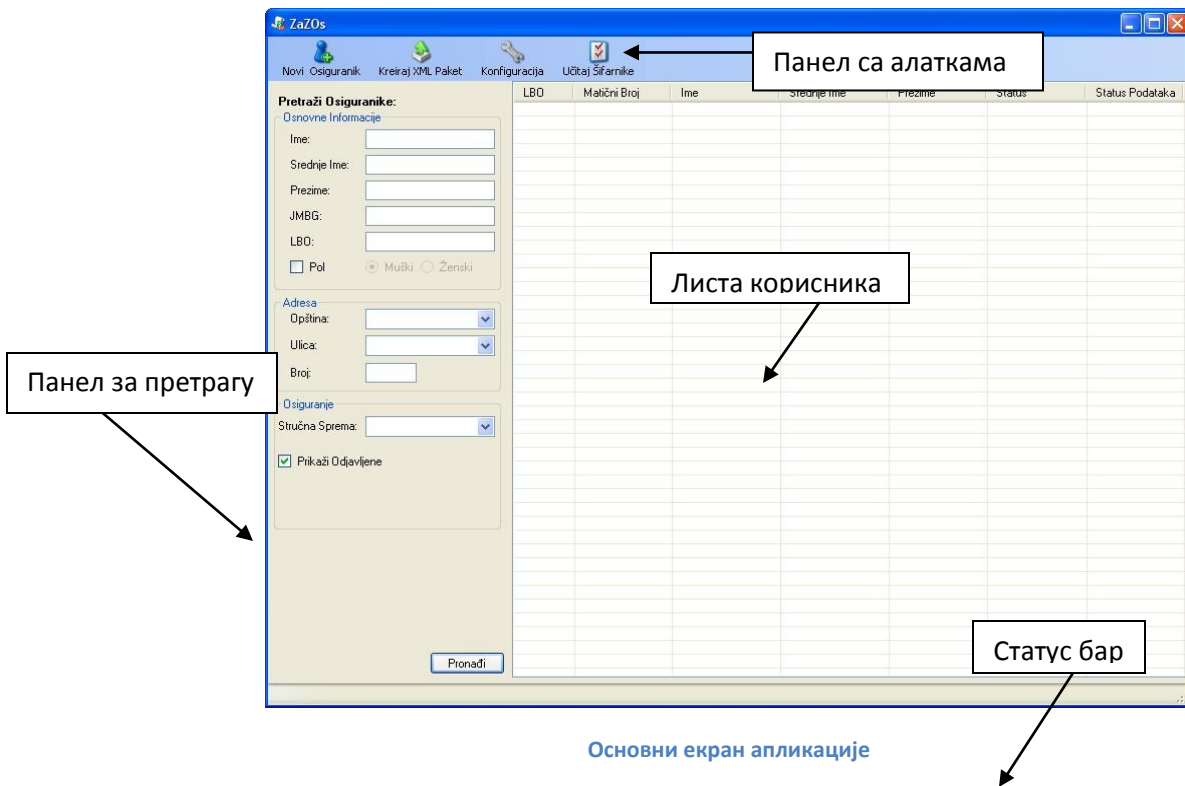 ZaZOs
Novi Osiguranik Kreiraj XML Paket Konfiguracija Učitaj Šifarnike
Панел са алаткама
Pretraži Osiguranike:
LBO Matični Broj Ime Srednje Ime Prezime Status Status Podataka
Osnovne Informacije
Ime:
Srednje Ime:
Prezime:
JMBG:
LBO:
Pol Muški Ženski
Листа корисника
Adresa
Opština:
Ulica:
Broj:
Панел за претрагу
Osiguranje
Stručna Sprema:
Prikaži Odjavljene
Pronađi
Статус бар
Основни екран апликације